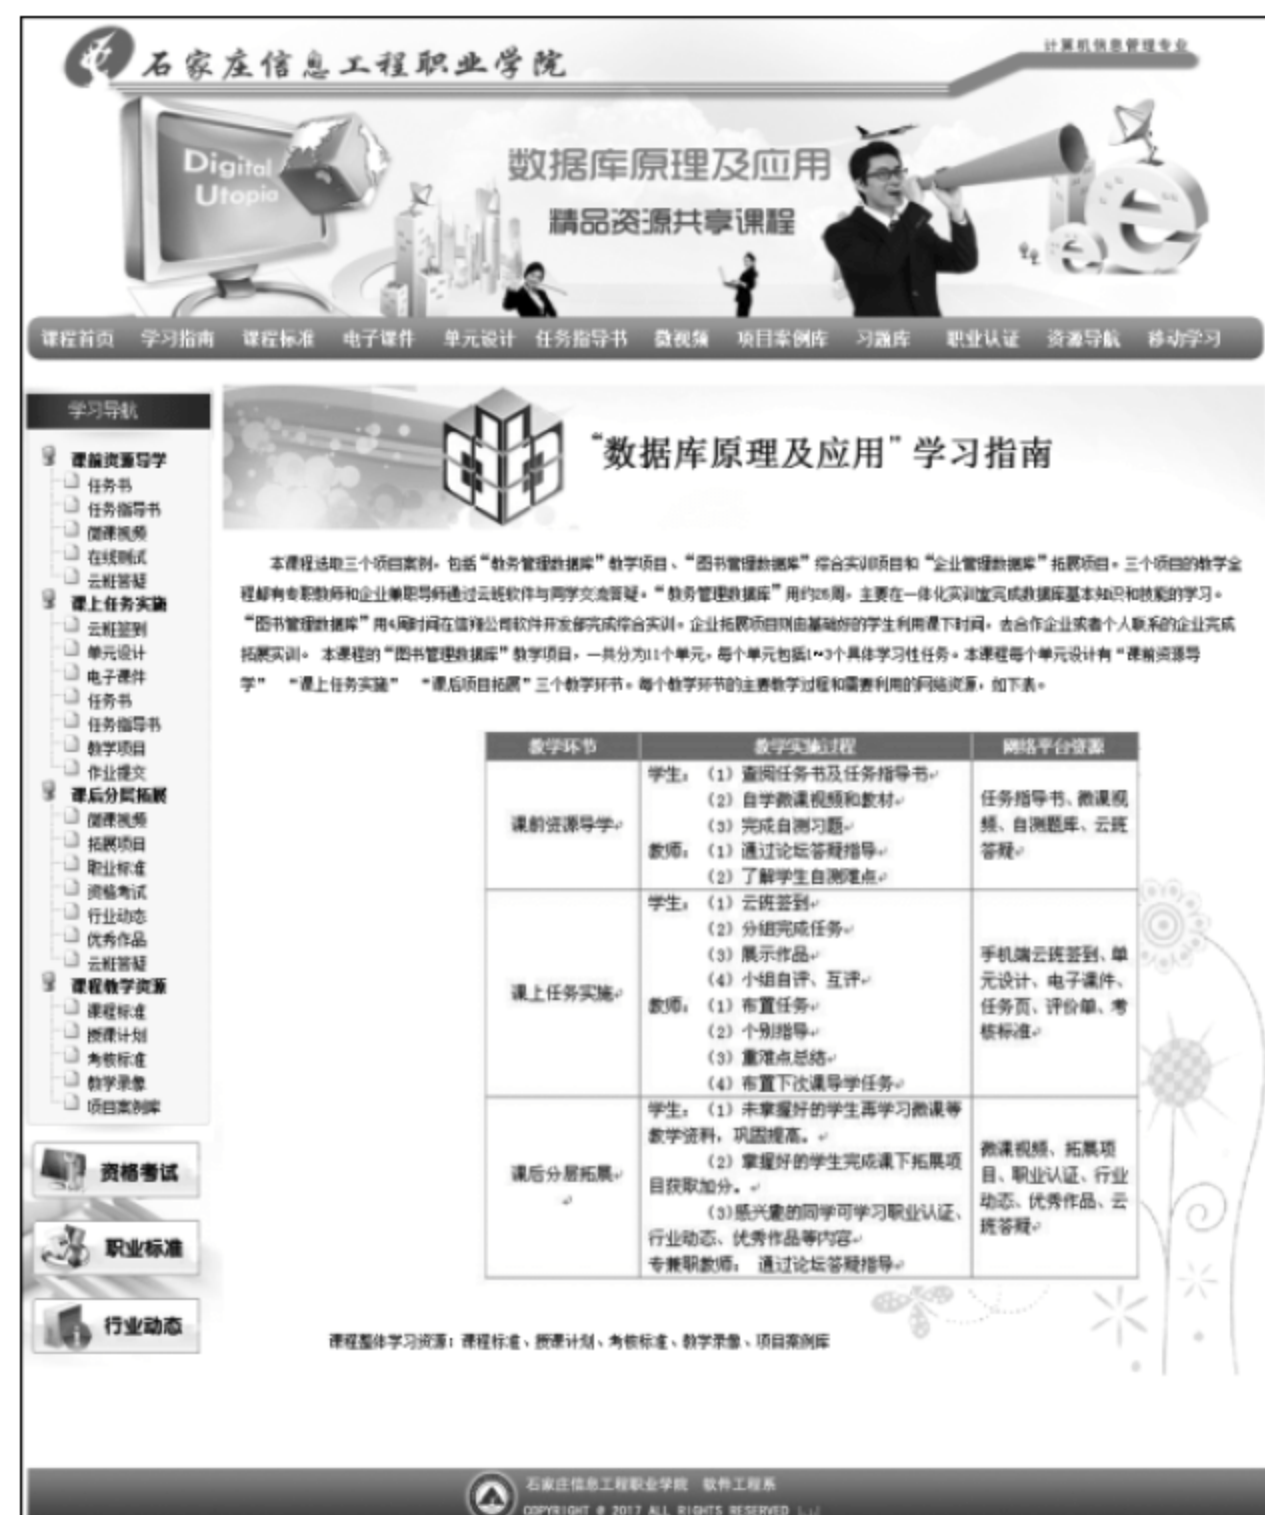 石家庄信息工程职业学院
计算机信息管理专业
Digital
Utopia
数据库原理及应用
精品资源共享课程
课程首页 学习指南 课程标准 电子课件 单元设计 任务指导书 微视频 项目案例库 习题库 职业认证 资源导航 移动学习
学习导航
课前资源导学
任务书
任务指导书
微课视频
在线测试
云班答疑
课上任务实施
云班签到
单元设计
电子课件
任务书
任务指导书
教学项目
作业提交
课后分层拓展
微课视频
拓展项目
职业标准
资格考试
行业动态
优秀作品
云班答疑
课程教学资源
课程标准
授课计划
考核标准
教学录像
项目案例库
资格考试
职业标准
行业动态
“数据库原理及应用”学习指南
本课程选取三个项目案例,包括“教务管理数据库”教学项目、“图书管理数据库”综合实训项目和“企业管理数据库”拓展项目。三个项目的教学全
程都有专职教师和企业兼职导师通过云班软件与同学交流答疑。“教务管理数据库”用约28周,主要在一体化实训室完成数据库基本知识和技能的学习。
“图书管理数据库”用4周时间在信翔公司软件开发部完成综合实训。企业拓展项目则由基础好的学生利用课下时间,去合作企业或者个人联系的企业完成
拓展实训。 本课程的“图书管理数据库”教学项目,一共分为11个单元,每个单元包括1~3个具体学习性任务。本课程每个单元设计有“课前资源导
学” “课上任务实施” “课后项目拓展”三个教学环节。每个教学环节的主要教学过程和需要利用的网络资源,如下表。
教学环节 教学实施过程 网络平台资源
课前资源导学
学生:(1)查阅任务书及任务指导书
(2)自学微课视频和教材
(3)完成自测习题
教师:(1)通过论坛答疑指导
(2)了解学生自测难点
任务指导书、微课视
频、自测题库、云班
答疑
课上任务实施
学生:(1)云班签到
(2)分组完成任务
(3)展示作品
(4)小组自评、互评
教师:(1)布置任务
(2)个别指导
(3)重难点总结
(4)布置下次课导学任务
手机端云班签到、单
元设计、电子课件、
任务页、评价单、考
核标准
课后分层拓展
学生:(1)未掌握好的学生再学习微课等
教学资料,巩固提高。
(2)掌握好的学生完成课下拓展项
目获取加分。
(3)感兴趣的同学可学习职业认证、
行业动态、优秀作品等内容
专兼职教师: 通过论坛答疑指导
微课视频、拓展项
目、职业认证、行业
动态、优秀作品、云
班答疑
课程整体学习资源:课程标准、授课计划、考核标准、教学录像、项目案例库
石家庄信息工程职业学院 软件工程系
COPYRIGHT @ 2017 ALL RIGHTS RESERVED